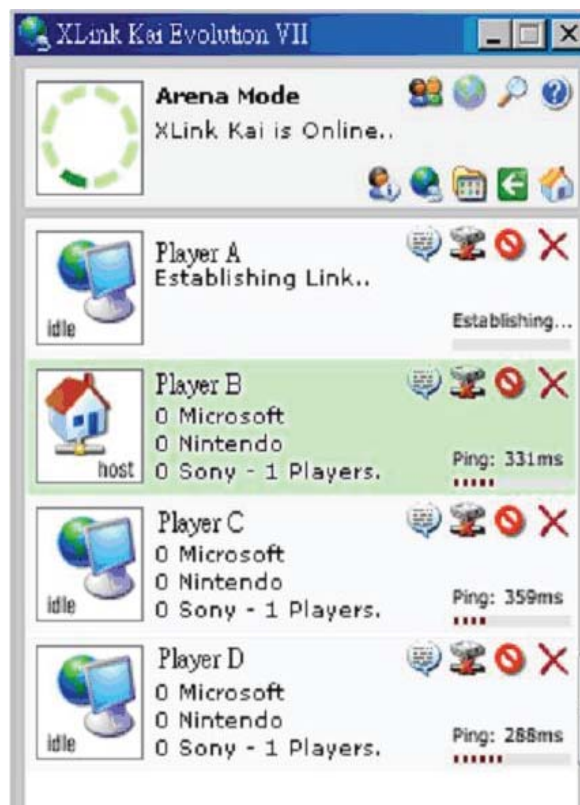 XLink Kai Evolution VII
Arena Mode
XLink Kai is Online..
Player A
Establishing Link..
idle
Establishing...
Player B
0 Microsoft
0 Nintendo
0 Sony - 1 Players.
host
Ping: 331ms
Player C
0 Microsoft
0 Nintendo
0 Sony - 1 Players.
idle
Ping: 359ms
Player D
0 Microsoft
0 Nintendo
0 Sony - 1 Players.
idle
Ping: 288ms